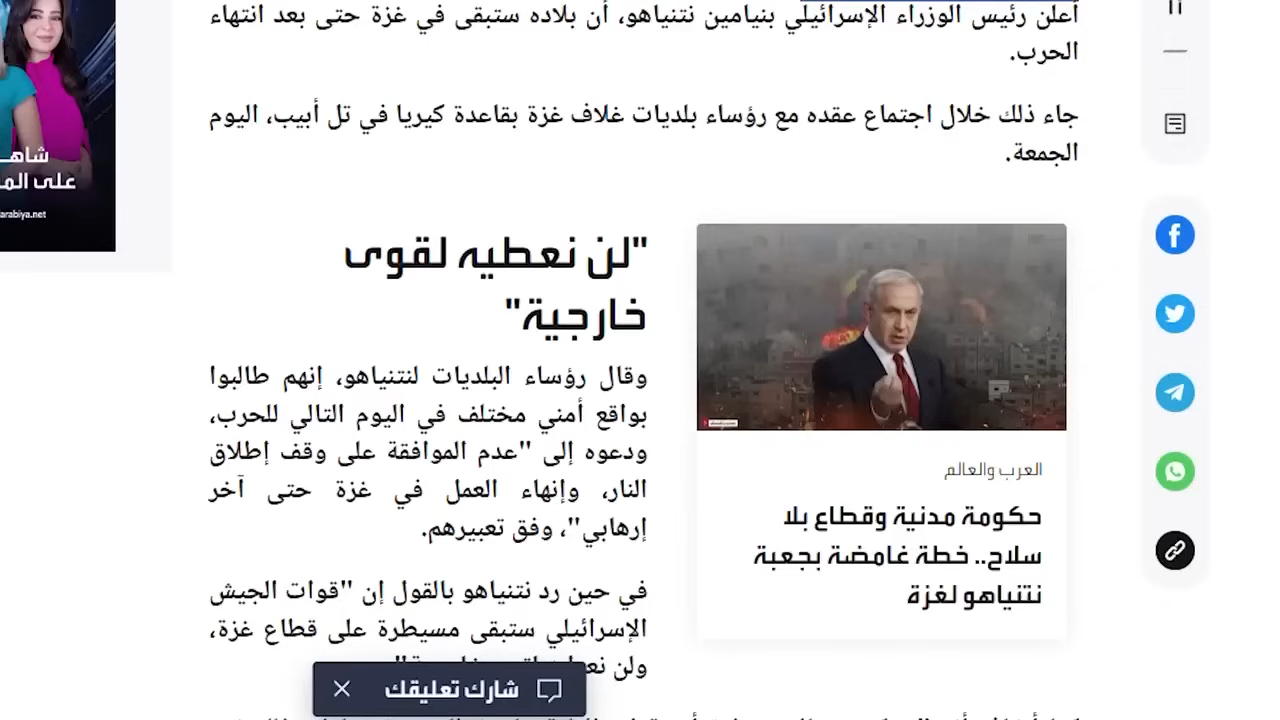 أعلن رئيس الوزراء الإسرائيلي بنيامين نتنياهو، أن بلاده ستبقى في غزة حتى بعد انتهاء
الحرب.
جاء ذلك خلال اجتماع عقده مع رؤساء بلديات غلاف غزة بقاعدة كيريا في تل أبيب، اليوم
الجمعة.
"لن نعطيه لقوى
خارجية"
وقال رؤساء البلديات لنتنياهو، إنهم طالبوا
بواقع أمني مختلف في اليوم التالي للحرب،
ودعوه إلى "عدم الموافقة على وقف إطلاق
النار، وإنهاء العمل في غزة حتى آخر
إرهابي"، وفق تعبيرهم.
في حين رد نتنياهو بالقول إن "قوات الجيش
الإسرائيلي ستبقى مسيطرة على قطاع غزة،
ولن
العرب والعالم
حكومة مدنية وقطاع بلا
سلاح.. خطة غامضة بجعبة
نتنياهو لغزة
شارك تعليقك
شاهـ
على المـ
arabiya.net